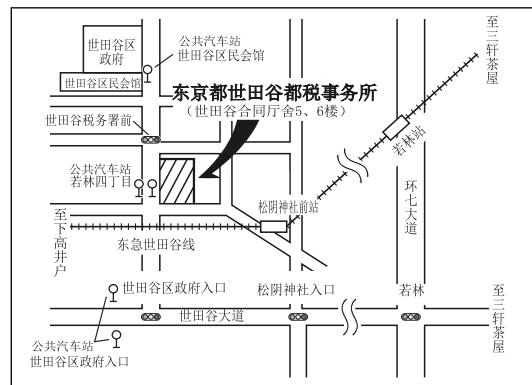 世田谷区
政府
世田谷区民会馆
公共汽车站
世田谷区民会馆
至三轩茶屋
东京都世田谷都税事务所
（世田谷合同厅舍5、6楼）
世田谷税务署前
若林站
公共汽车站
若林四丁目
松阴神社前站
环七大道
至下高井户
东急世田谷线
世田谷区政府入口
松阴神社入口
若林
至三轩茶屋
世田谷大道
公共汽车站
世田谷区政府入口